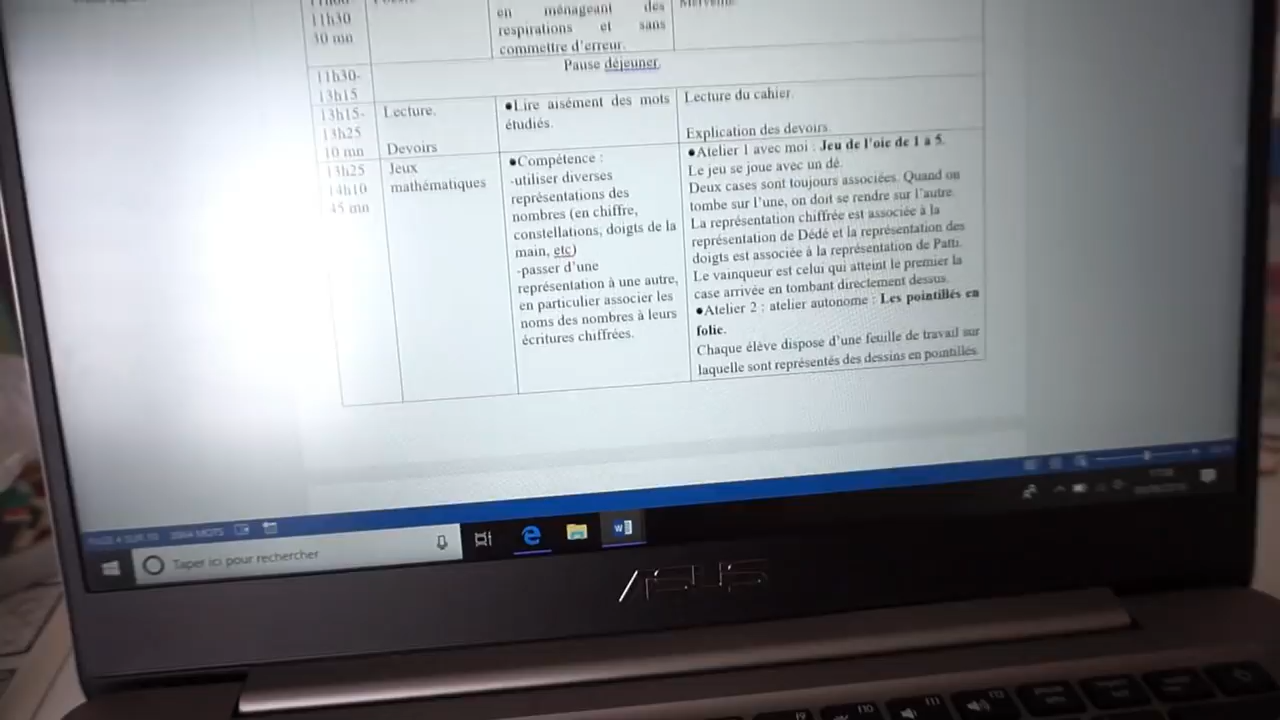 11h30
30 mn
en ménageant des
respirations et sans
commettre d'erreur.
11h30-
13h15
Pause déjeuner.
13h15-
13h25
10 mn
Lecture.
Devoirs
●Lire aisément des mots
étudiés.
Lecture du cahier.
Explication des devoirs.
13h25
14h10
45 mn
Jeux
mathématiques
●Compétence :
-utiliser diverses
représentations des
nombres (en chiffre,
constellations, doigts de la
main, etc)
-passer d'une
représentation à une autre,
en particulier associer les
noms des nombres à leurs
écritures chiffrées.
●Atelier 1 avec moi : Jeu de l'oie de 1 à 5.
Le jeu se joue avec un dé.
Deux cases sont toujours associées. Quand on
tombe sur l'une, on doit se rendre sur l'autre.
La représentation chiffrée est associée à la
représentation de Dédé et la représentation des
doigts est associée à la représentation de Patti.
Le vainqueur est celui qui atteint le premier la
case arrivée en tombant directement dessus.
●Atelier 2 : atelier autonome : Les pointillés en
folie.
Chaque élève dispose d'une feuille de travail sur
laquelle sont représentés des dessins en pointillés.
Taper ici pour rechercher
ASUS
f9
f10
f11
f12